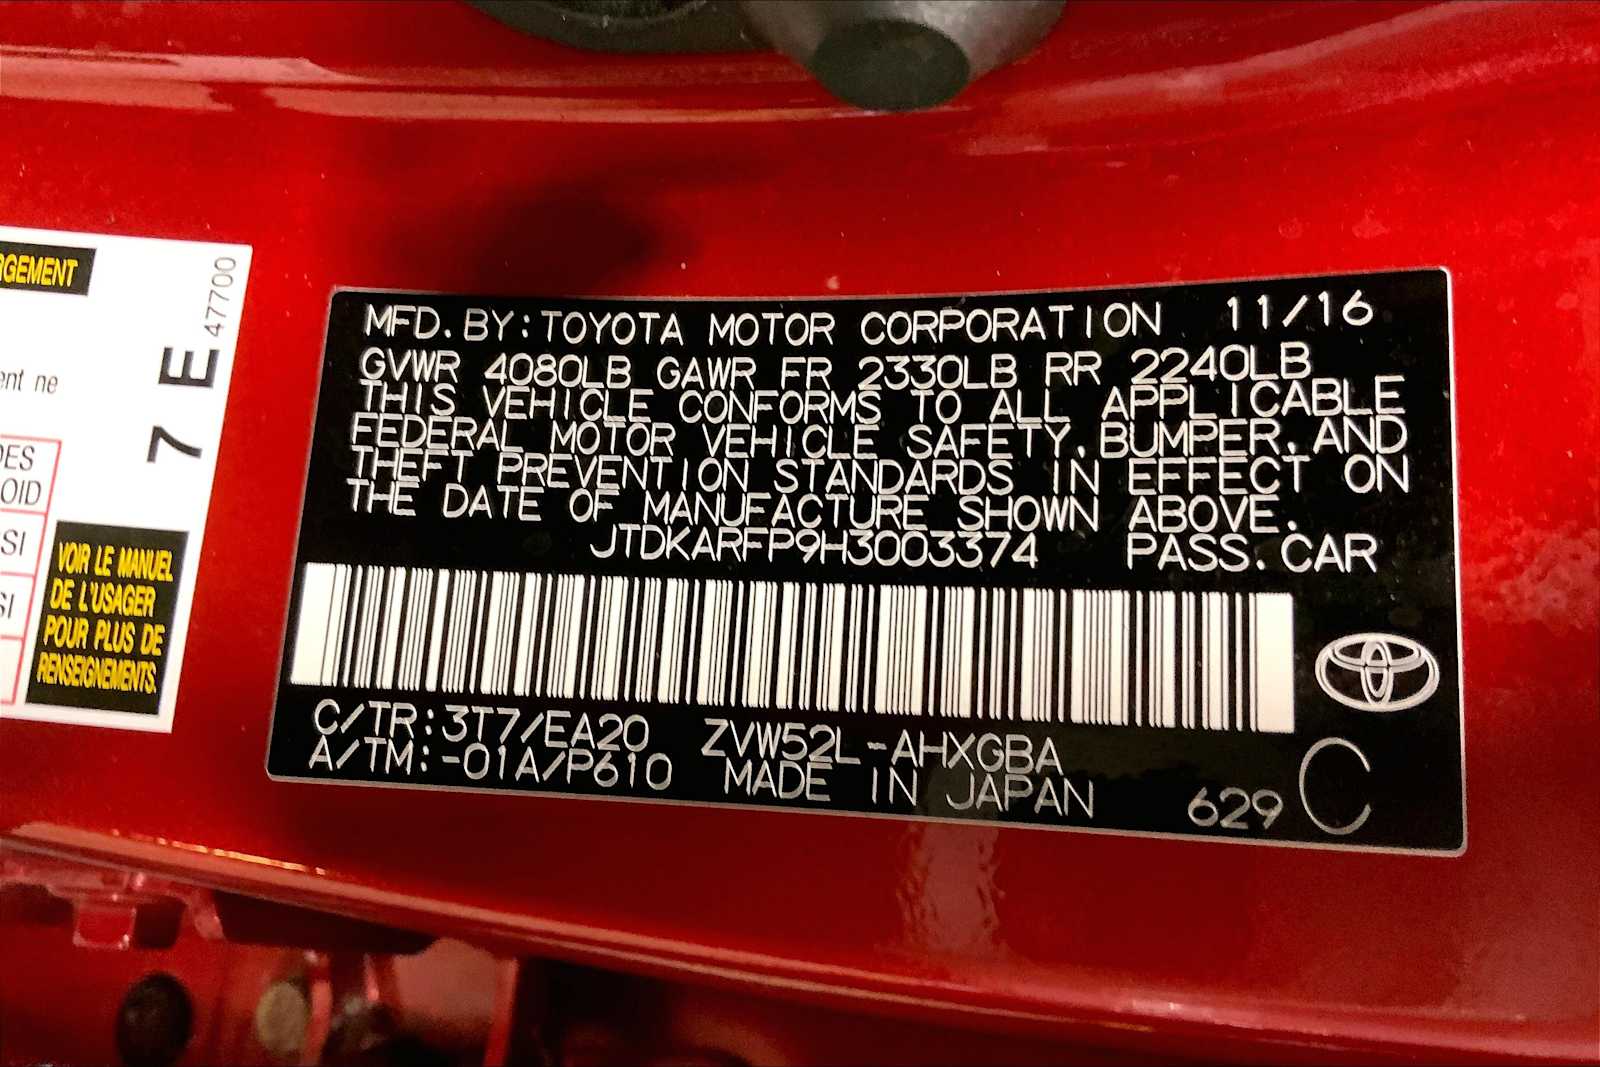 RGEMENT
7 E 47700
ent ne
DES
OID
SI
SI
VOIR LE MANUEL
DE L'USAGER
POUR PLUS DE
RENSEIGNEMENTS.
MFD. BY: TOYOTA MOTOR CORPORATION 11/16
GVWR 4080LB GAWR FR 2330LB RR 2240LB
THIS VEHICLE CONFORMS TO ALL APPLICABLE
FEDERAL MOTOR VEHICLE SAFETY, BUMPER, AND
THEFT PREVENTION STANDARDS IN EFFECT ON
THE DATE OF MANUFACTURE SHOWN ABOVE.
JTDKARFP9H3003374 PASS. CAR
C/TR: 3T7/EA20 ZVW52L-AHXGBA
A/TM: -01A/P610 MADE IN JAPAN 629 C